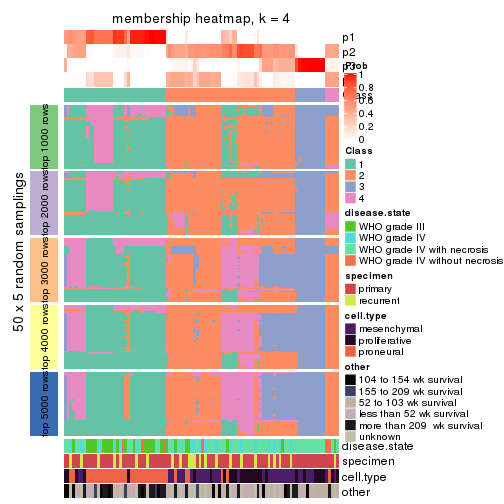 membership heatmap, k = 4
p1
p2
p3
Prob
1
0.8
0.6
0.4
0.2
0
Class
Class
1
2
3
4
disease.state
WHO grade III
WHO grade IV
WHO grade IV with necrosis
WHO grade IV without necrosis
specimen
primary
recurrent
cell.type
mesenchymal
proliferative
proneural
other
104 to 154 wk survival
155 to 209 wk survival
52 to 103 wk survival
less than 52 wk survival
more than 209 wk survival
unknown
disease.state
specimen
cell.type
other
50 x 5 random samplings
top 1000 rows
top 2000 rows
top 3000 rows
top 4000 rows
top 5000 rows